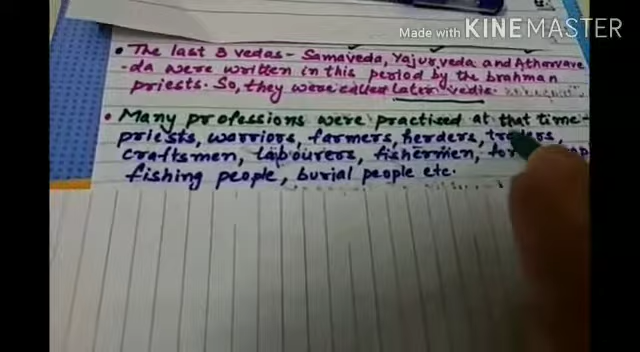 Made with KINEMASTER
• The last 3 vedas - Samaveda, Yajurveda and Atharvave
-da were written in this period by the brahman
priests. So, they were called later vedic.
• Many professions were practised at that time-
priests, warriors, farmers, herders, traders,
craftsmen, labourers, fishermen,
fishing people, burial people etc.